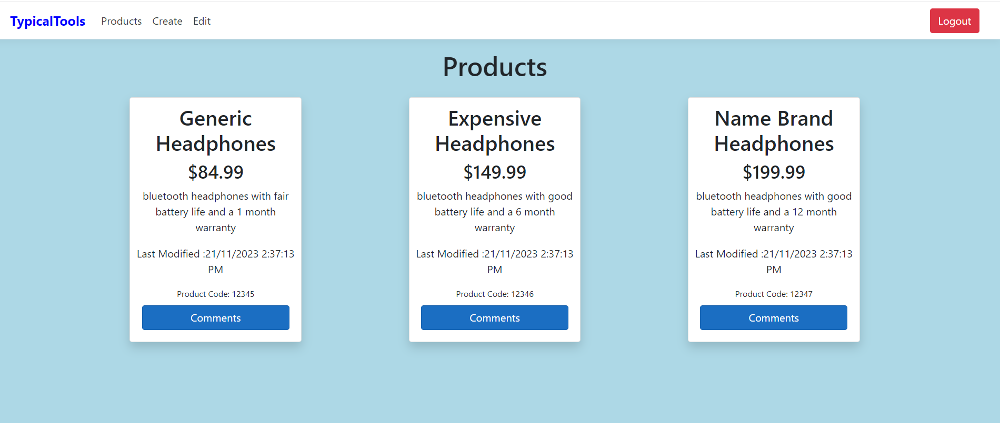 TypicalTools Products Create Edit Logout
Products
Generic
Headphones
$84.99
bluetooth headphones with fair
battery life and a 1 month
warranty
Last Modified :21/11/2023 2:37:13
PM
Product Code: 12345
Comments
Expensive
Headphones
$149.99
bluetooth headphones with good
battery life and a 6 month
warranty
Last Modified :21/11/2023 2:37:13
PM
Product Code: 12346
Comments
Name Brand
Headphones
$199.99
bluetooth headphones with good
battery life and a 12 month
warranty
Last Modified :21/11/2023 2:37:13
PM
Product Code: 12347
Comments